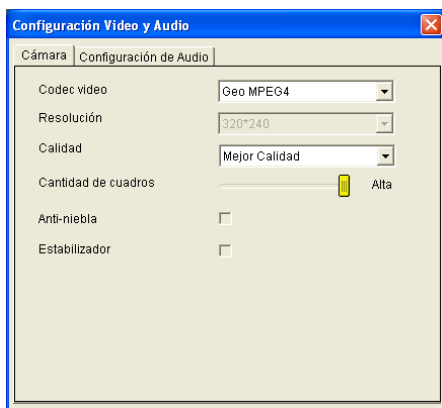 Configuración Video y Audio
Cámara Configuración de Audio
Codec video Geo MPEG4
Resolución 320*240
Calidad Mejor Calidad
Cantidad de cuadros Alta
Anti-niebla
Estabilizador